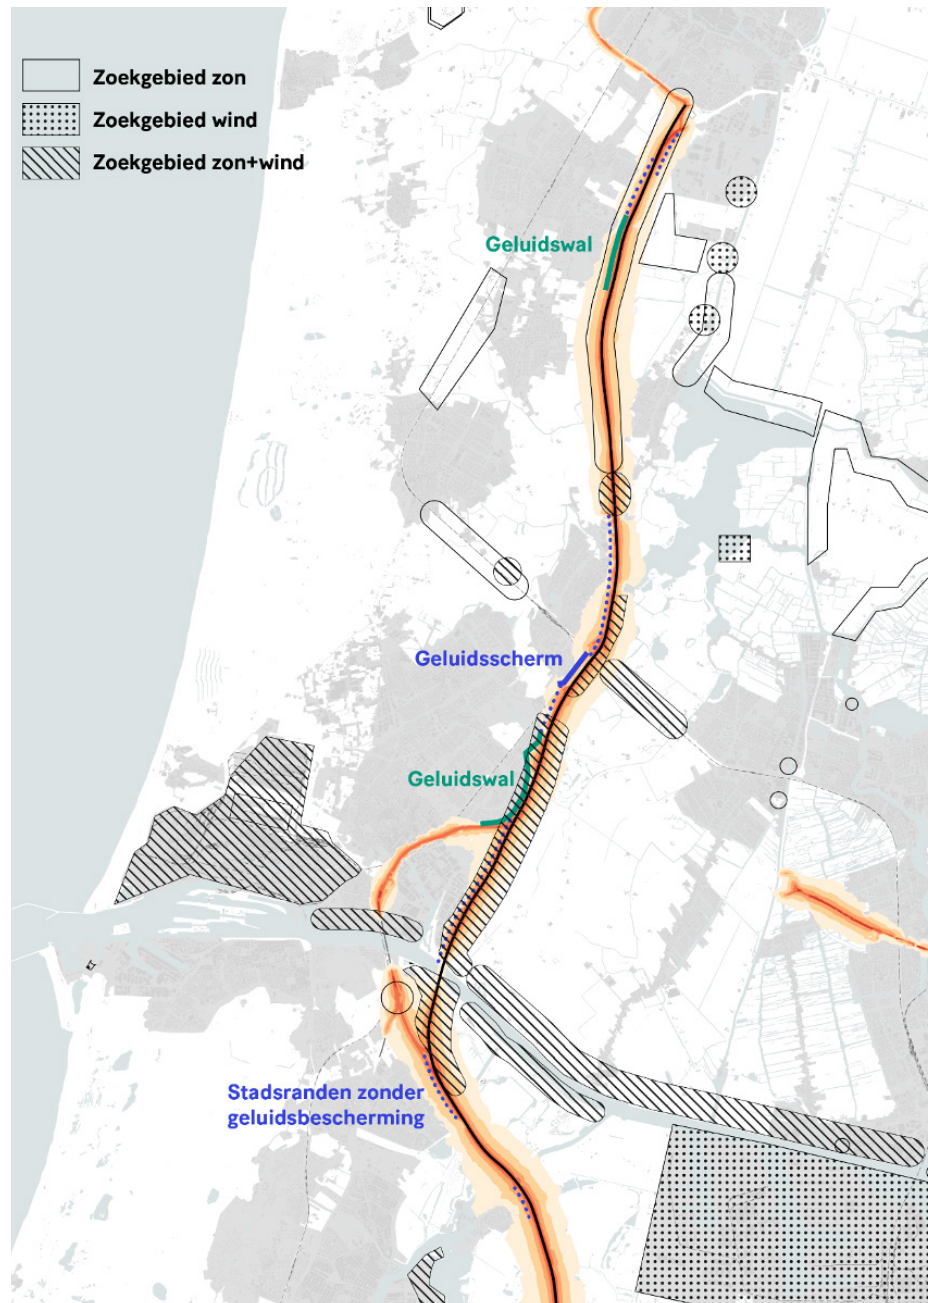 Zoekgebied zon
Zoekgebied wind
Zoekgebied zon+wind
Geluidswal
Geluidsscherm
Geluidswal
Stadsranden zonder
geluidsbescherming